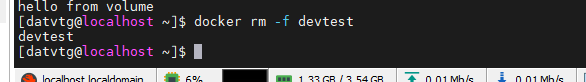 hello from volume
[datvtg@localhost ~]$ docker rm -f devtest
devtest
[datvtg@localhost ~]$
localhost.localdomain 6% 1.33 GB / 3.54 GB 0.01 Mb/s 0.01 Mb/s